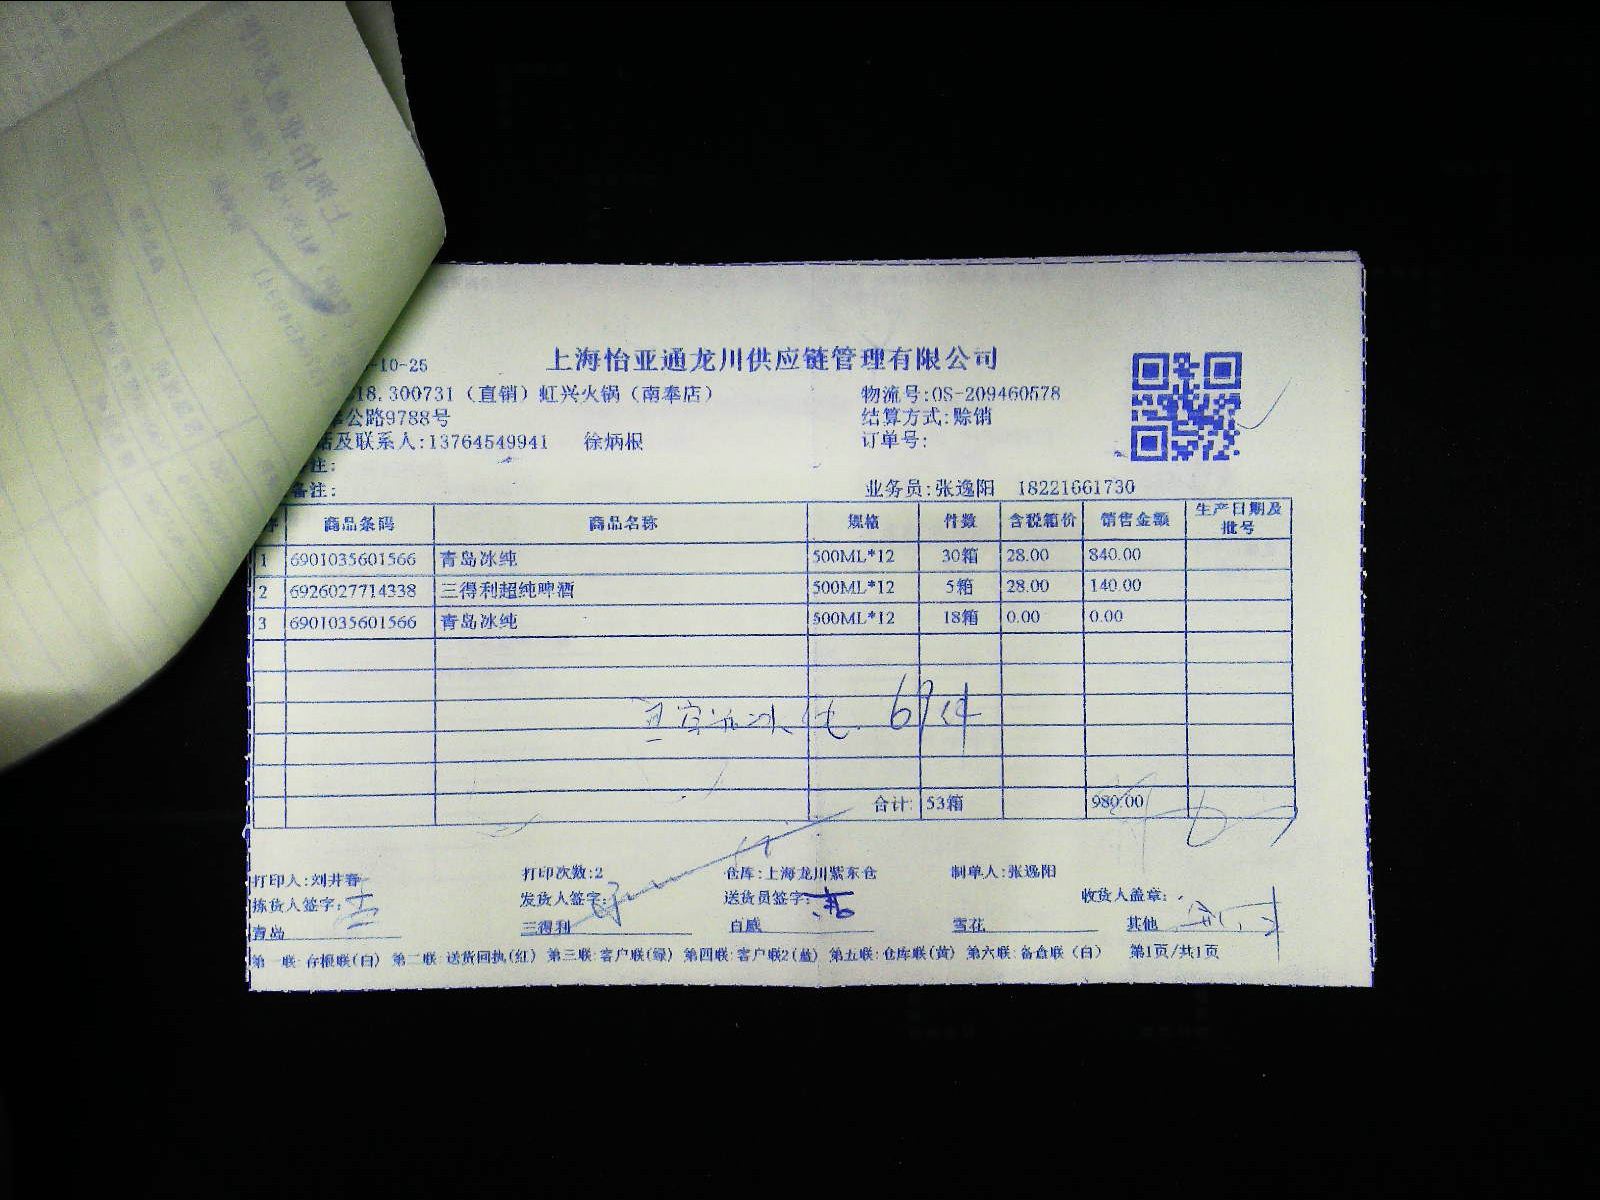 -10-25 上海怡亚通龙川供应链管理有限公司
18.300731（直销）虹兴火锅（南奉店） 物流号:OS-209460578
公路9788号 结算方式:赊销
话及联系人:13764549941 徐炳根 订单号:
注:
备注: 业务员:张逸阳 18221661730
序 商品条码 商品名称 规格 件数 含税箱价 销售金额 生产日期及批号
1 6901035601566 青岛冰纯 500ML*12 30箱 28.00 840.00
2 6926027714338 三得利超纯啤酒 500ML*12 5箱 28.00 140.00
3 6901035601566 青岛冰纯 500ML*12 18箱 0.00 0.00
合计: 53箱 980.00
打印人:刘井春 打印次数:2 仓库:上海龙川紫东仓 制单人:张逸阳
拣货人签字: 发货人签字: 送货员签字: 收货人盖章:
青岛 三得利 百威 雪花 其他
第一联:存根联(白) 第二联:送货回执(红) 第三联:客户联(绿) 第四联:客户联2(蓝) 第五联:仓库联(黄) 第六联:备查联（白） 第1页/共1页